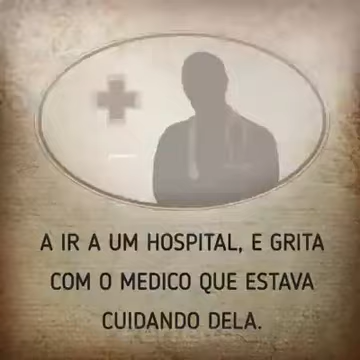 A IR A UM HOSPITAL, E GRITA
COM O MEDICO QUE ESTAVA
CUIDANDO DELA.